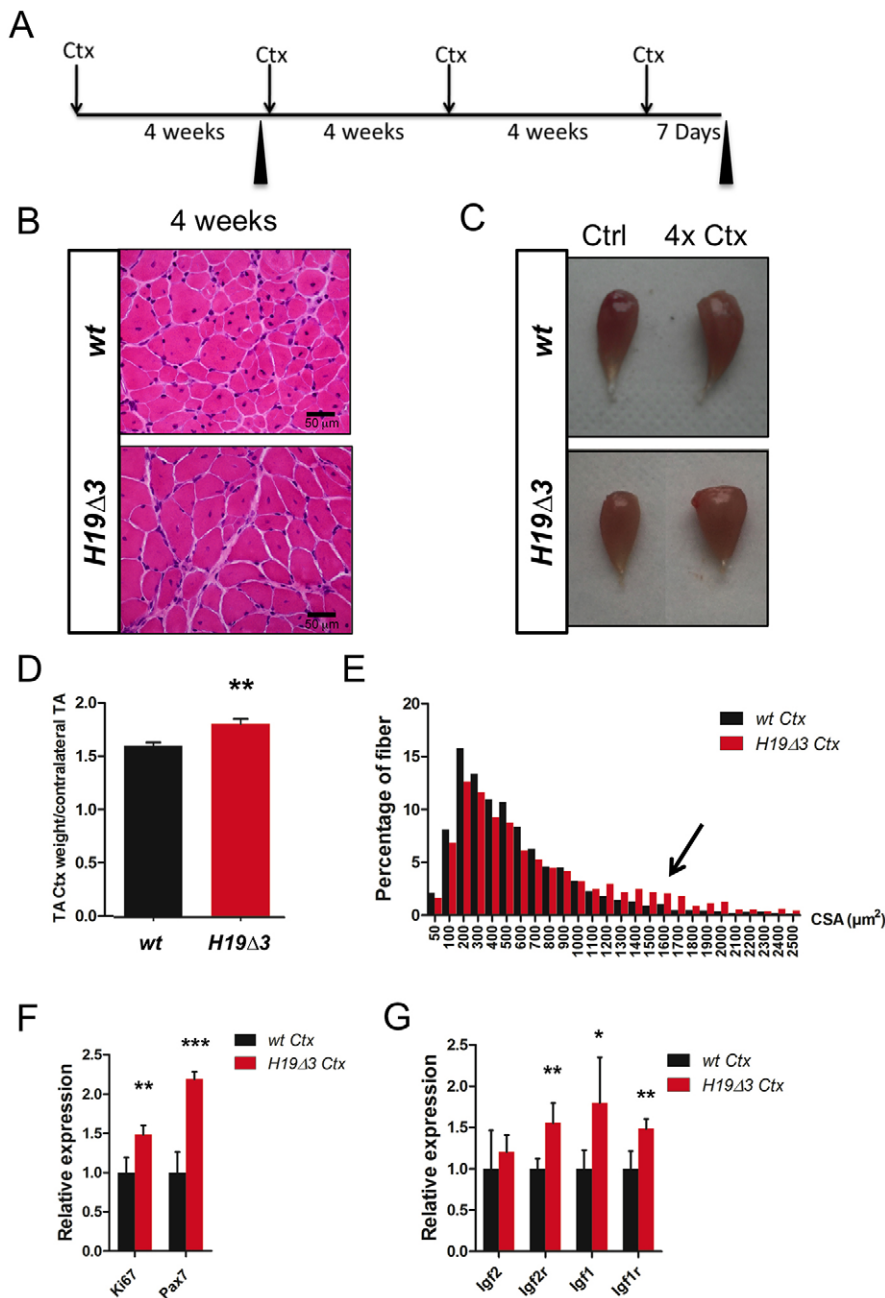 A
Ctx Ctx Ctx Ctx
4 weeks 4 weeks 4 weeks 7 Days
B
4 weeks
wt
50 µm
H19Δ3
50 µm
C
Ctrl 4x Ctx
wt
H19Δ3
D
TA Ctx weight/contralateral TA
2.0
1.5
1.0
0.5
0.0
**
wt H19Δ3
E
Percentage of fiber
20
15
10
5
0
wt Ctx
H19Δ3 Ctx
50 100 200 300 400 500 600 700 800 900 1000 1100 1200 1300 1400 1500 1600 1700 1800 1900 2000 2100 2200 2300 2400 2500
CSA (µm²)
F
Relative expression
2.5
2.0
1.5
1.0
0.5
0.0
** ***
wt Ctx
H19Δ3 Ctx
Ki67 Pax7
G
Relative expression
2.5
2.0
1.5
1.0
0.5
0.0
** * **
wt Ctx
H19Δ3 Ctx
Igf2 Igf2r Igf1 Igf1r